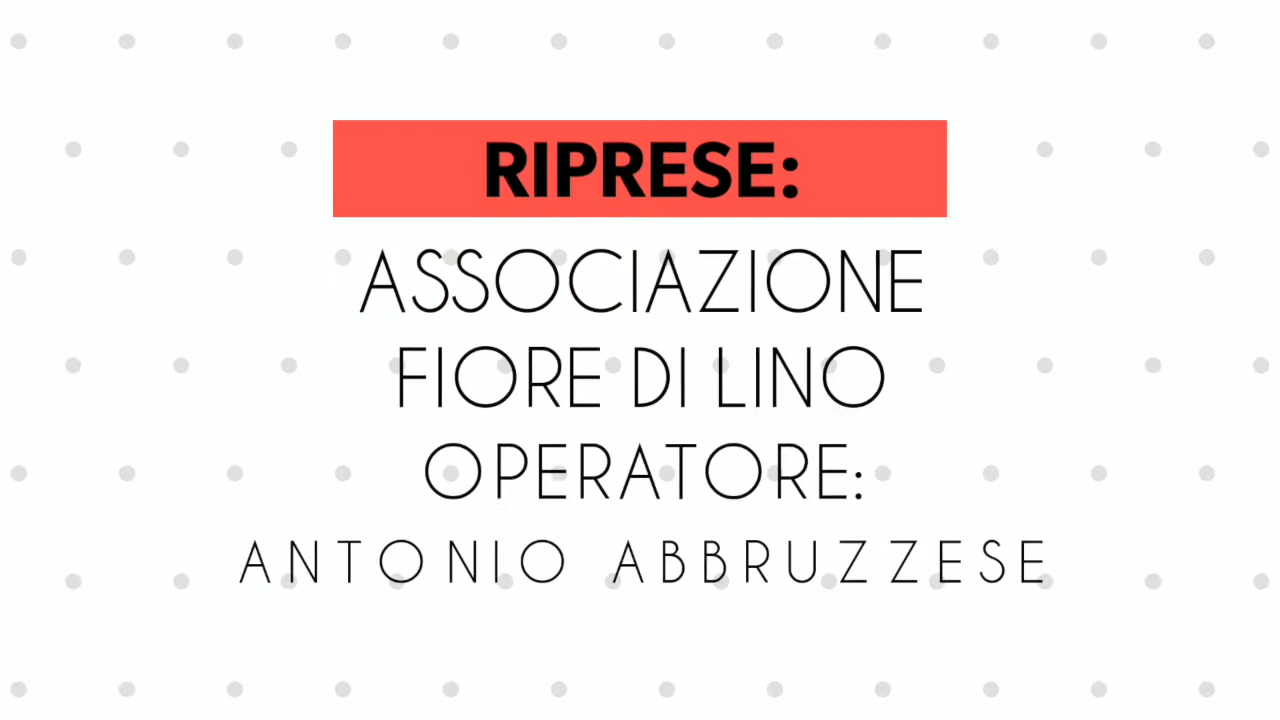 RIPRESE:
ASSOCIAZIONE
FIORE DI LINO
OPERATORE:
ANTONIO ABBRUZZESE